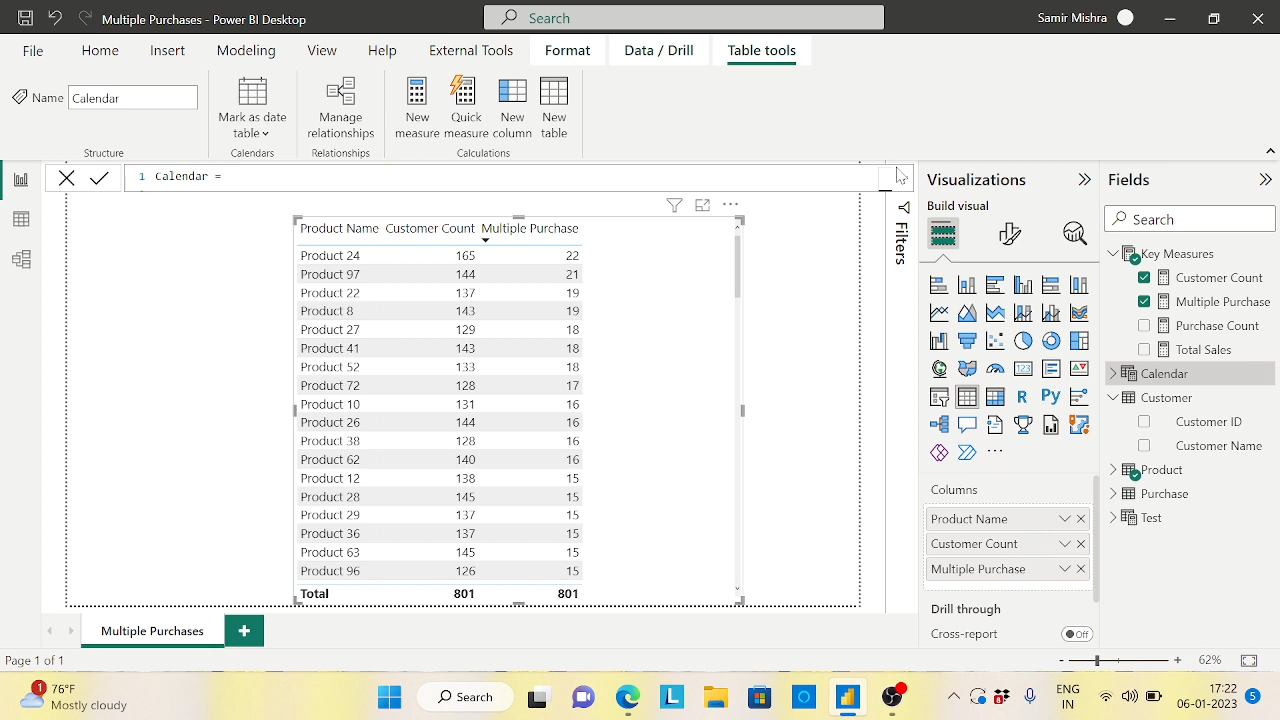 Multiple Purchases - Power BI Desktop
Search
Samir Mishra
File Home Insert Modeling View Help External Tools Format Data / Drill Table tools
Name Calendar
Mark as date table
Manage relationships
New measure
Quick measure
New column
New table
Structure Calendars Relationships Calculations
1 Calendar =
Product Name Customer Count Multiple Purchase
Product 24 165 22
Product 97 144 21
Product 22 137 19
Product 8 143 19
Product 27 129 18
Product 41 143 18
Product 52 133 18
Product 72 128 17
Product 10 131 16
Product 26 144 16
Product 38 128 16
Product 62 140 16
Product 12 138 15
Product 28 145 15
Product 29 137 15
Product 36 137 15
Product 63 145 15
Product 96 126 15
Total 801 801
Filters
Visualizations
Build visual
123
R Py
Columns
Product Name
Customer Count
Multiple Purchase
Drill through
Cross-report Off
Fields
Search
Key Measures
Customer Count
Multiple Purchase
Purchase Count
Total Sales
Calendar
Customer
Customer ID
Customer Name
Product
Purchase
Test
Multiple Purchases
Page 1 of 1
- + 62%
1 76°F
Mostly cloudy
Search
L
ENG
IN
17:22
06-01-2023
5